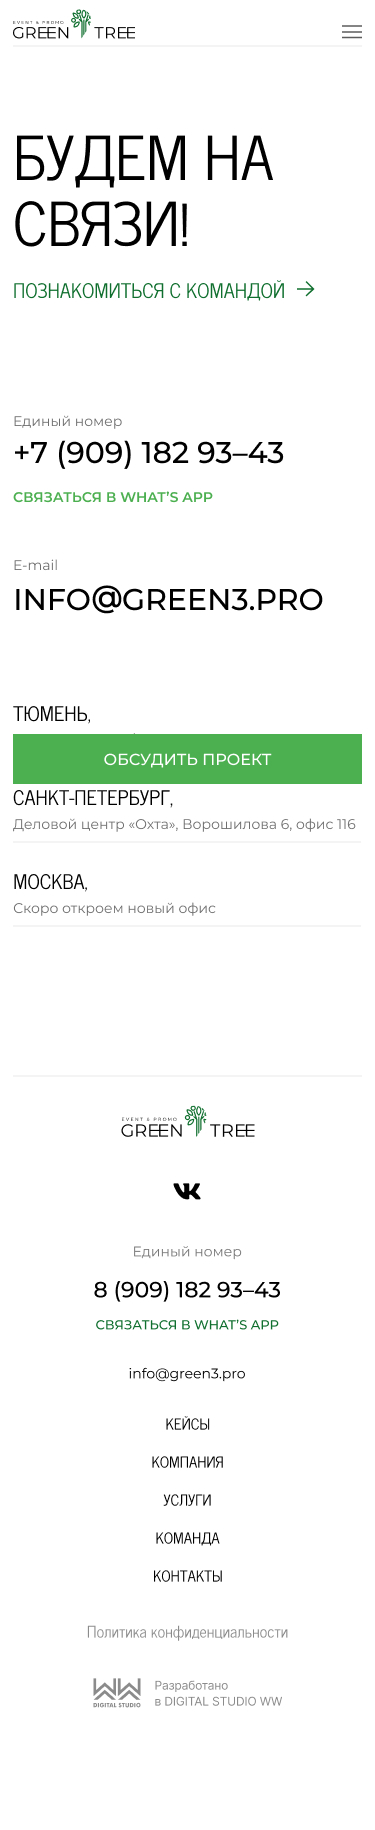 EVENT & PROMO
GREEN TREE
БУДЕМ НА
СВЯЗИ!
ПОЗНАКОМИТЬСЯ С КОМАНДОЙ
Единый номер
+7 (909) 182 93–43
СВЯЗАТЬСЯ В WHAT’S APP
E-mail
INFO@GREEN3.PRO
ТЮМЕНЬ,
ОБСУДИТЬ ПРОЕКТ
САНКТ-ПЕТЕРБУРГ,
Деловой центр «Охта», Ворошилова 6, офис 116
МОСКВА,
Скоро откроем новый офис
EVENT & PROMO
GREEN TREE
Единый номер
8 (909) 182 93–43
СВЯЗАТЬСЯ В WHAT’S APP
info@green3.pro
КЕЙСЫ
КОМПАНИЯ
УСЛУГИ
КОМАНДА
КОНТАКТЫ
Политика конфиденциальности
WW DIGITAL STUDIO
Разработано
в DIGITAL STUDIO WW